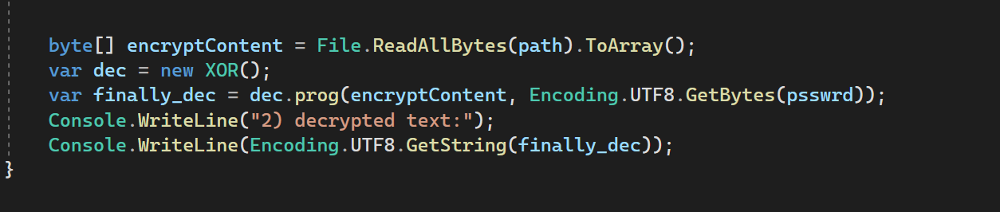 byte[] encryptContent = File.ReadAllBytes(path).ToArray();
var dec = new XOR();
var finally_dec = dec.prog(encryptContent, Encoding.UTF8.GetBytes(psswrd));
Console.WriteLine("2) decrypted text:");
Console.WriteLine(Encoding.UTF8.GetString(finally_dec));
}